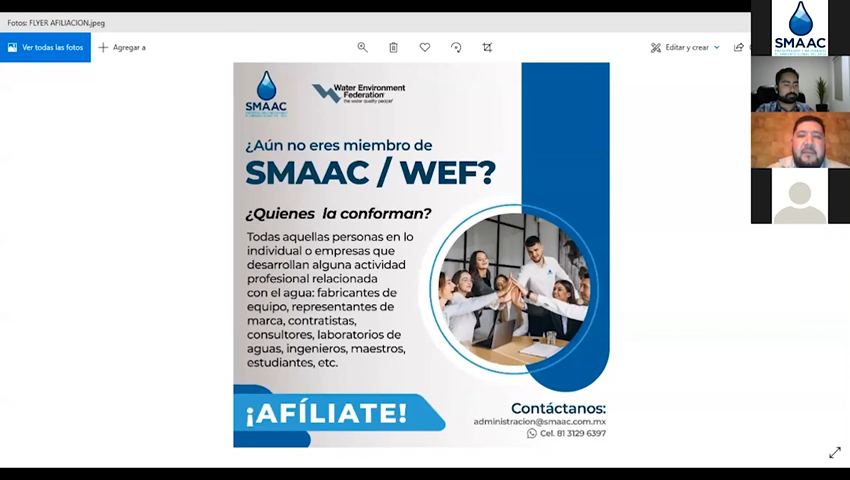 Fotos: FLYER AFILIACION.jpeg
Ver todas las fotos
Agregar a
Editar y crear
SMAAC
SMAAC
Water Environment
Federation
the water quality people
¿Aún no eres miembro de
SMAAC / WEF?
¿Quienes la conforman?
Todas aquellas personas en lo
individual o empresas que
desarrollan alguna actividad
profesional relacionada
con el agua: fabricantes de
equipo, representantes de
marca, contratistas,
consultores, laboratorios de
aguas, ingenieros, maestros,
estudiantes, etc.
¡AFÍLIATE!
Contáctanos:
administracion@smaac.com.mx
Cel. 81 3129 6397